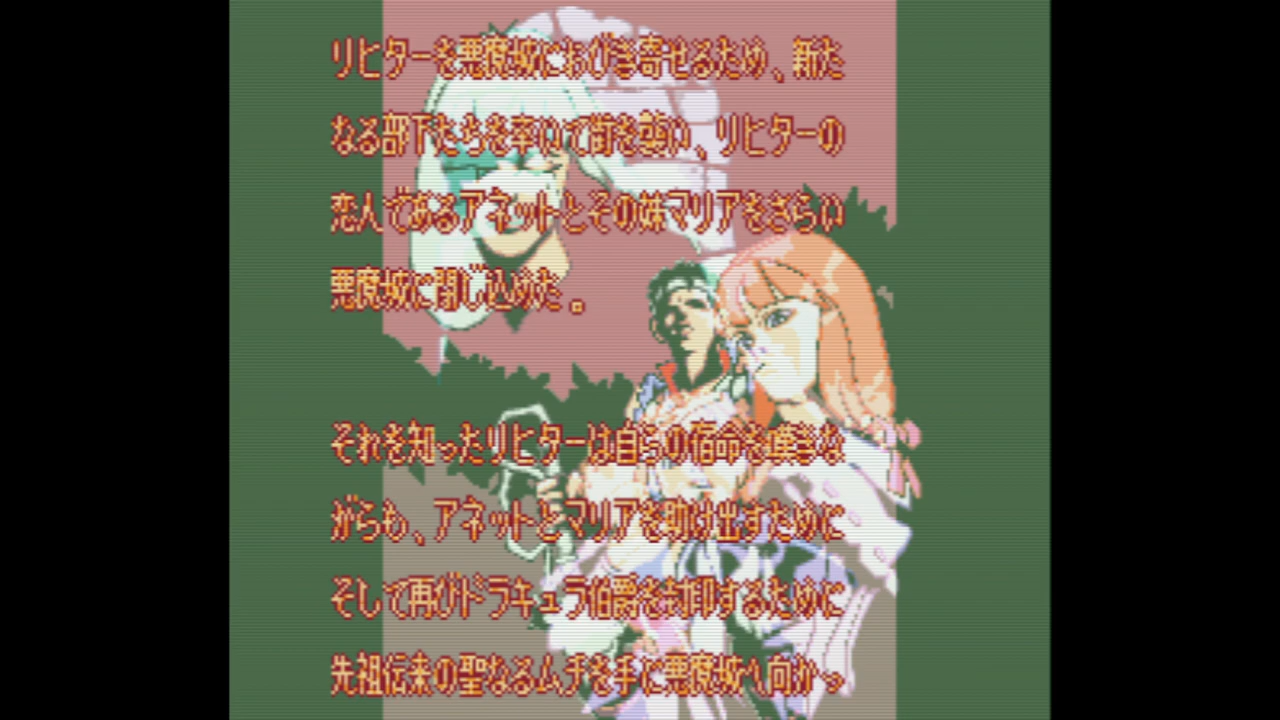 リヒターを悪魔城におびき寄せるため、新た
なる部下たちを率いて街を襲い、リヒターの
恋人であるアネットとその妹マリアをさらい
悪魔城に閉じ込めた。
それを知ったリヒターは自らの宿命を嘆きな
がらも、アネットとマリアを助け出すために
そして再びドラキュラ伯爵を封印するために
先祖伝来の聖なるムチを手に悪魔城へ向かっ